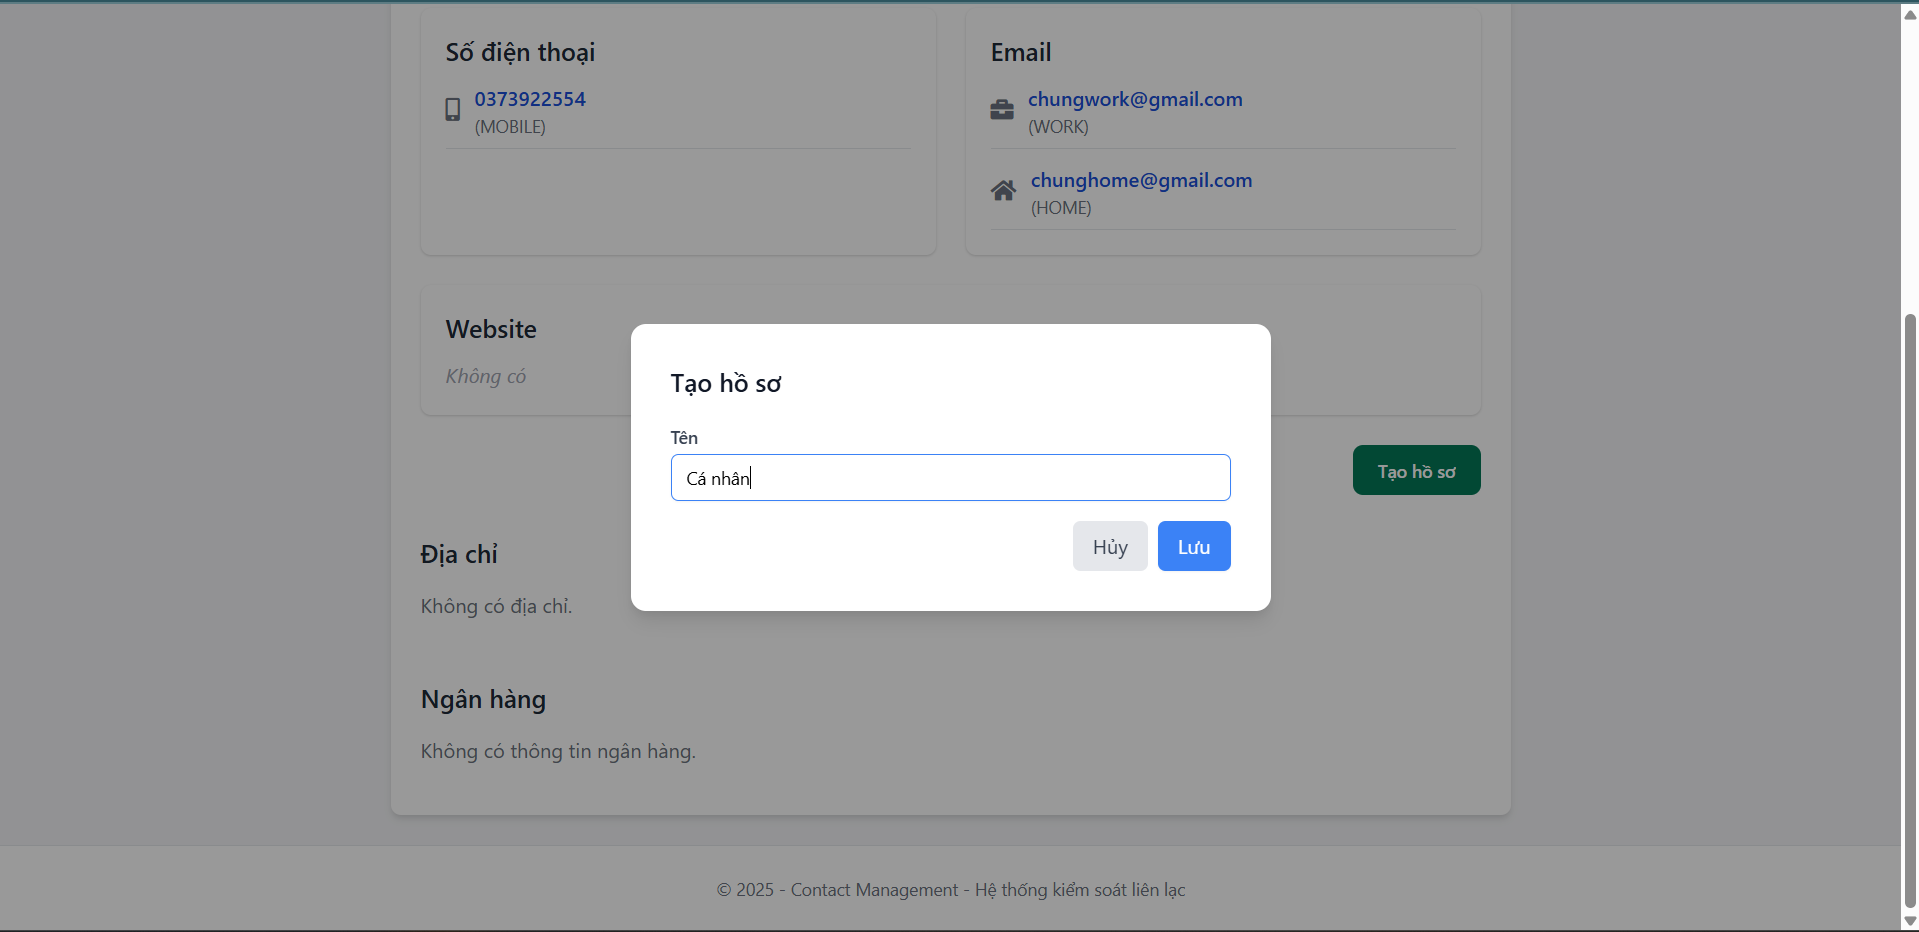 Số điện thoại
0373922554
(MOBILE)
Email
chungwork@gmail.com
(WORK)
chunghome@gmail.com
(HOME)
Website
Không có
Tạo hồ sơ
Tên
Cá nhân
Hủy
Lưu
Tạo hồ sơ
Địa chỉ
Không có địa chỉ.
Ngân hàng
Không có thông tin ngân hàng.
© 2025 - Contact Management - Hệ thống kiểm soát liên lạc